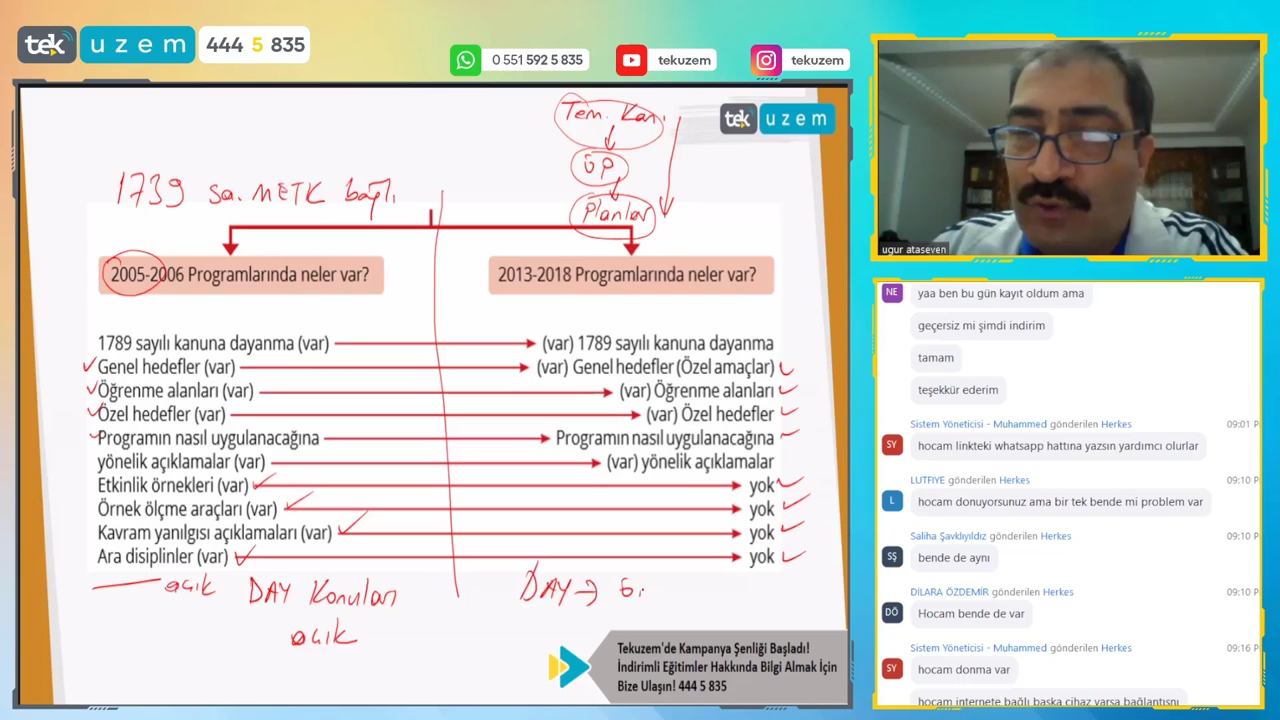 tek uzem 444 5 835
0 551 592 5 835 tekuzem tekuzem
tek uzem
Tem. Kan.
ÖP
Planlar
1739 sa. METK bağlı
2005-2006 Programlarında neler var?
2013-2018 Programlarında neler var?
1789 sayılı kanuna dayanma (var) (var) 1789 sayılı kanuna dayanma
Genel hedefler (var) (var) Genel hedefler (Özel amaçlar)
Öğrenme alanları (var) (var) Öğrenme alanları
Özel hedefler (var) (var) Özel hedefler
Programın nasıl uygulanacağına Programın nasıl uygulanacağına
yönelik açıklamalar (var) (var) yönelik açıklamalar
Etkinlik örnekleri (var) yok
Örnek ölçme araçları (var) yok
Kavram yanılgısı açıklamaları (var) yok
Ara disiplinler (var) yok
açık DAY Konuları
açık
DAY → 
Tekuzem'de Kampanya Şenliği Başladı!
İndirimli Eğitimler Hakkında Bilgi Almak İçin
Bize Ulaşın! 444 5 835
ugur ataseven
NE yaa ben bu gün kayıt oldum ama
geçersiz mi şimdi indirim
tamam
teşekkür ederim
Sistem Yöneticisi - Muhammed gönderilen Herkes 09:01 P
SY hocam linkteki whatsapp hattına yazsın yardımcı olurlar
LUTFIYE gönderilen Herkes 09:10 P
L hocam donuyorsunuz ama bir tek bende mi problem var
Saliha Şavklıyıldız gönderilen Herkes 09:10 P
SŞ bende de aynı
DİLARA ÖZDEMİR gönderilen Herkes 09:10 P
DÖ Hocam bende de var
Sistem Yöneticisi - Muhammed gönderilen Herkes 09:16 P
SY hocam donma var
hocam internete bağlı başka cihaz varsa bağlantısnı